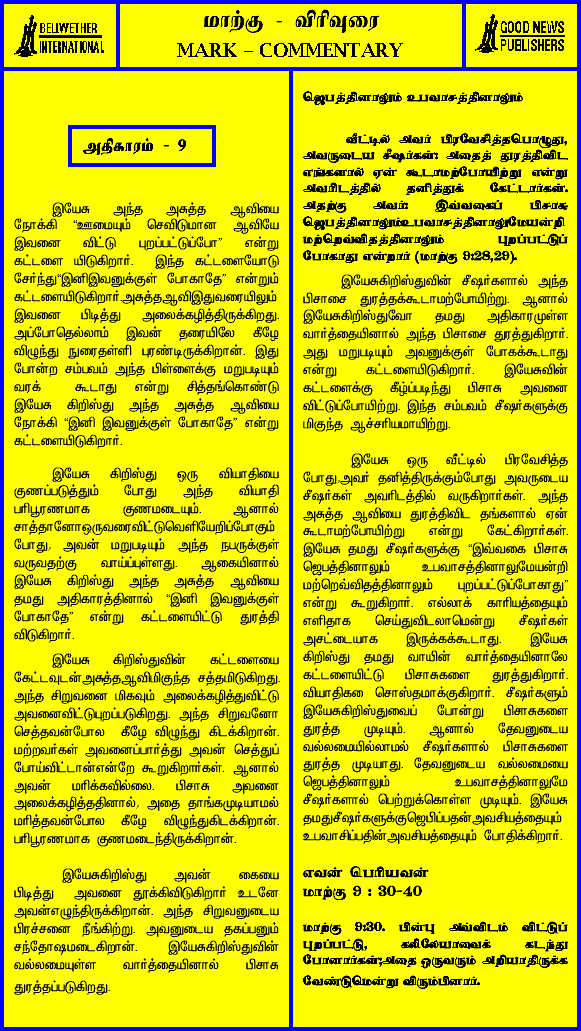 BELLWETHER
INTERNATIONAL
மாற்கு - விரிவுரை
MARK – COMMENTARY
GOOD NEWS
PUBLISHERS
அதிகாரம் - 9
இயேசு அந்த அசுத்த ஆவியை
நோக்கி “ஊமையும் செவிடுமான ஆவியே
இவனை விட்டு புறப்பட்டுப்போ” என்று
கட்டளை யிடுகிறார். இந்த கட்டளையோடு
சேர்ந்து“இனிஇவனுக்குள் போகாதே” என்றும்
கட்டளையிடுகிறார்.அசுத்தஆவிஇதுவரையிலும்
இவனை பிடித்து அலைக்கழித்திருக்கிறது.
அப்போதெல்லாம் இவன் தரையிலே கீழே
விழுந்து நுரைதள்ளி புரண்டிருக்கிறான். இது
போன்ற சம்பவம் அந்த பிள்ளைக்கு மறுபடியும்
வரக் கூடாது என்று சித்தங்கொண்டு
இயேசு கிறிஸ்து அந்த அசுத்த ஆவியை
நோக்கி “இனி இவனுக்குள் போகாதே” என்று
கட்டளையிடுகிறார்.
இயேசு கிறிஸ்து ஒரு வியாதியை
குணப்படுத்தும் போது அந்த வியாதி
பரிபூரணமாக குணமடையும். ஆனால்
சாத்தானோஒருவரைவிட்டுவெளியேறிப்போகும்
போது, அவன் மறுபடியும் அந்த நபருக்குள்
வருவதற்கு வாய்ப்புள்ளது. ஆகையினால்
இயேசு கிறிஸ்து அந்த அசுத்த ஆவியை
தமது அதிகாரத்தினால் “இனி இவனுக்குள்
போகாதே” என்று கட்டளையிட்டு துரத்தி
விடுகிறார்.
இயேசு கிறிஸ்துவின் கட்டளையை
கேட்டவுடன்அசுத்தஆவிமிகுந்த சத்தமிடுகிறது.
அந்த சிறுவனை மிகவும் அலைக்கழித்துவிட்டு
அவனைவிட்டுபுறப்படுகிறது. அந்த சிறுவனோ
செத்தவன்போல கீழே விழுந்து கிடக்கிறான்.
மற்றவர்கள் அவனைப்பார்த்து அவன் செத்துப்
போய்விட்டான்என்றே கூறுகிறார்கள். ஆனால்
அவன் மரிக்கவில்லை. பிசாசு அவனை
அலைக்கழித்ததினால், அதை தாங்கமுடியாமல்
மரித்தவன்போல கீழே விழுந்துகிடக்கிறான்.
பரிபூரணமாக குணமடைந்திருக்கிறான்.
இயேசுகிறிஸ்து அவன் கையை
பிடித்து அவனை தூக்கிவிடுகிறார் உடனே
அவன்எழுந்திருக்கிறான். அந்த சிறுவனுடைய
பிரச்சனை நீங்கிற்று. அவனுடைய தகப்பனும்
சந்தோஷமடைகிறான். இயேசுகிறிஸ்துவின்
வல்லமையுள்ள வார்த்தையினால் பிசாசு
துரத்தப்படுகிறது.
ஜெபத்தினாலும் உபவாசத்தினாலும்
வீட்டில் அவர் பிரவேசித்தபொழுது,
அவருடைய சீஷர்கள்: அதைத் துரத்திவிட
எங்களால் ஏன் கூடாமற்போயிற்று என்று
அவரிடத்தில் தனித்துக் கேட்டார்கள்.
அதற்கு அவர்: இவ்வகைப் பிசாசு
ஜெபத்தினாலும்உபவாசத்தினாலுமேயன்றி
மற்றெவ்விதத்தினாலும் புறப்பட்டுப்
போகாது என்றார் (மாற்கு 9:28,29).
இயேசுகிறிஸ்துவின் சீஷர்களால் அந்த
பிசாசை துரத்தக்கூடாமற்போயிற்று. ஆனால்
இயேசுகிறிஸ்துவோ தமது அதிகாரமுள்ள
வார்த்தையினால் அந்த பிசாசை துரத்துகிறார்.
அது மறுபடியும் அவனுக்குள் போகக்கூடாது
என்று கட்டளையிடுகிறார். இயேசுவின்
கட்டளைக்கு கீழ்ப்படிந்து பிசாசு அவனை
விட்டுப்போயிற்று. இந்த சம்பவம் சீஷர்களுக்கு
மிகுந்த ஆச்சரியமாயிற்று.
இயேசு ஒரு வீட்டில் பிரவேசித்த
போது,அவர் தனித்திருக்கும்போது அவருடைய
சீஷர்கள் அவரிடத்தில் வருகிறார்கள். அந்த
அசுத்த ஆவியை துரத்திவிட தங்களால் ஏன்
கூடாமற்போயிற்று என்று கேட்கிறார்கள்.
இயேசு தமது சீஷர்களுக்கு “இவ்வகை பிசாசு
ஜெபத்தினாலும் உபவாசத்தினாலுமேயன்றி
மற்றெவ்விதத்தினாலும் புறப்பட்டுப்போகாது”
என்று கூறுகிறார். எல்லாக் காரியத்தையும்
எளிதாக செய்துவிடலாமென்று சீஷர்கள்
அசட்டையாக இருக்கக்கூடாது. இயேசு
கிறிஸ்து தமது வாயின் வார்த்தையினாலே
கட்டளையிட்டு பிசாசுகளை துரத்துகிறார்.
வியாதிகளை சொஸ்தமாக்குகிறார். சீஷர்களும்
இயேசுகிறிஸ்துவைப் போன்று பிசாசுகளை
துரத்த முடியும். ஆனால் தேவனுடைய
வல்லமையில்லாமல் சீஷர்களால் பிசாசுகளை
துரத்த முடியாது. தேவனுடைய வல்லமையை
ஜெபத்தினாலும் உபவாசத்தினாலுமே
சீஷர்களால் பெற்றுக்கொள்ள முடியும். இயேசு
தமதுசீஷர்களுக்குஜெபிப்பதன்அவசியத்தையும்
உபவாசிப்பதின்அவசியத்தையும் போதிக்கிறார்.
எவன் பெரியவன்
மாற்கு 9 : 30-40
மாற்கு 9:30. பின்பு அவ்விடம் விட்டுப்
புறப்பட்டு, கலிலேயாவைக் கடந்து
போனார்கள்;அதை ஒருவரும் அறியாதிருக்க
வேண்டுமென்று விரும்பினார்.